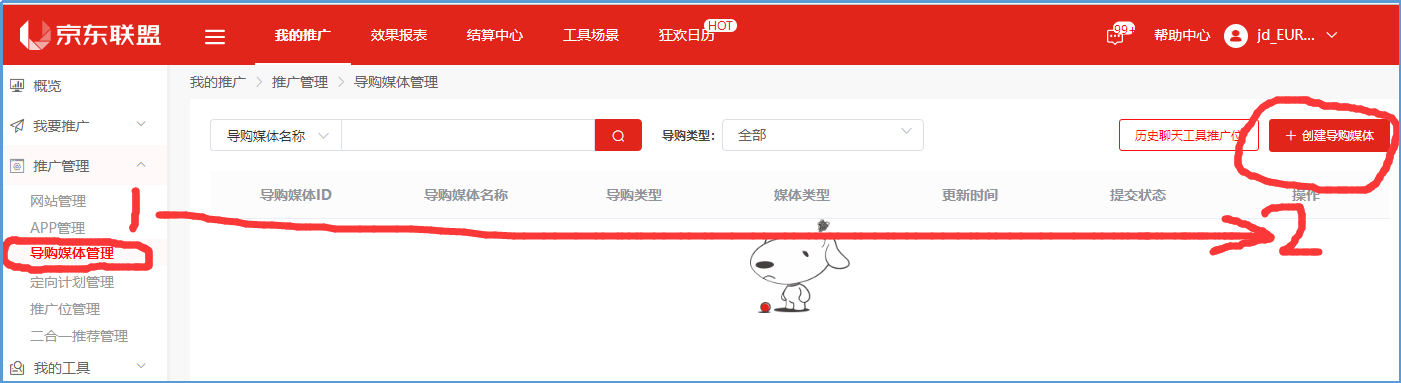 京东联盟
我的推广 效果报表 结算中心 工具场景 狂欢日历 HOT
99+ 帮助中心 jd_EUR...
概览
我要推广
推广管理
网站管理
APP管理
导购媒体管理
定向计划管理
推广位管理
二合一推荐管理
我的工具
我的推广 > 推广管理 > 导购媒体管理
导购媒体名称 导购类型: 全部 历史聊天工具推广位 + 创建导购媒体
导购媒体ID 导购媒体名称 导购类型 媒体类型 更新时间 提交状态 操作
1 2